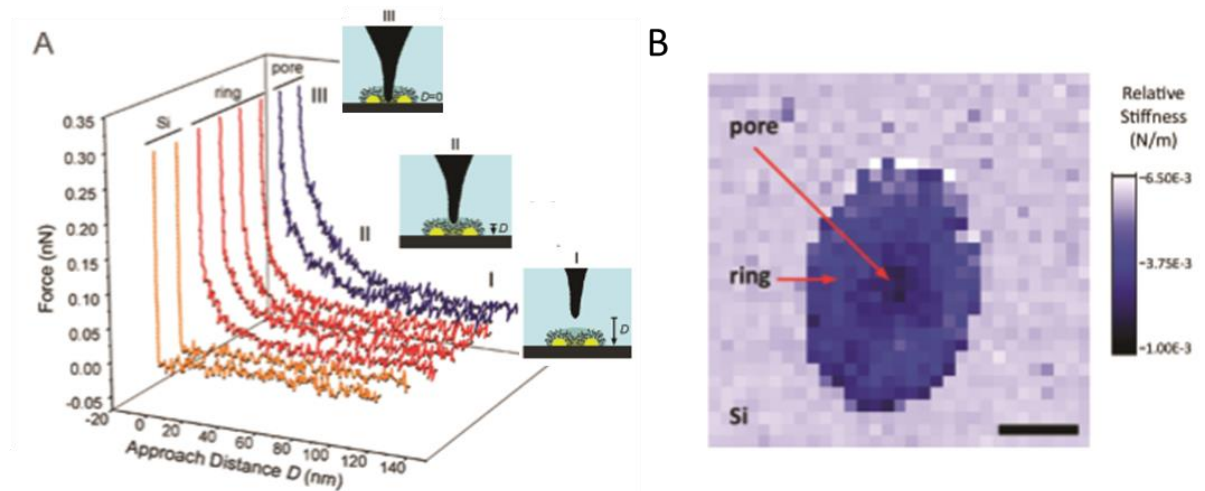 A
III
D=0
II
D
I
D
Si
ring
pore
III
II
I
0.35
0.30
0.25
0.20
0.15
0.10
0.05
0.00
-0.05
Force (nN)
-20
0
20
40
60
80
100
120
140
Approach Distance D (nm)
B
pore
ring
Si
Relative
Stiffness
(N/m)
6.50E-3
3.75E-3
1.00E-3